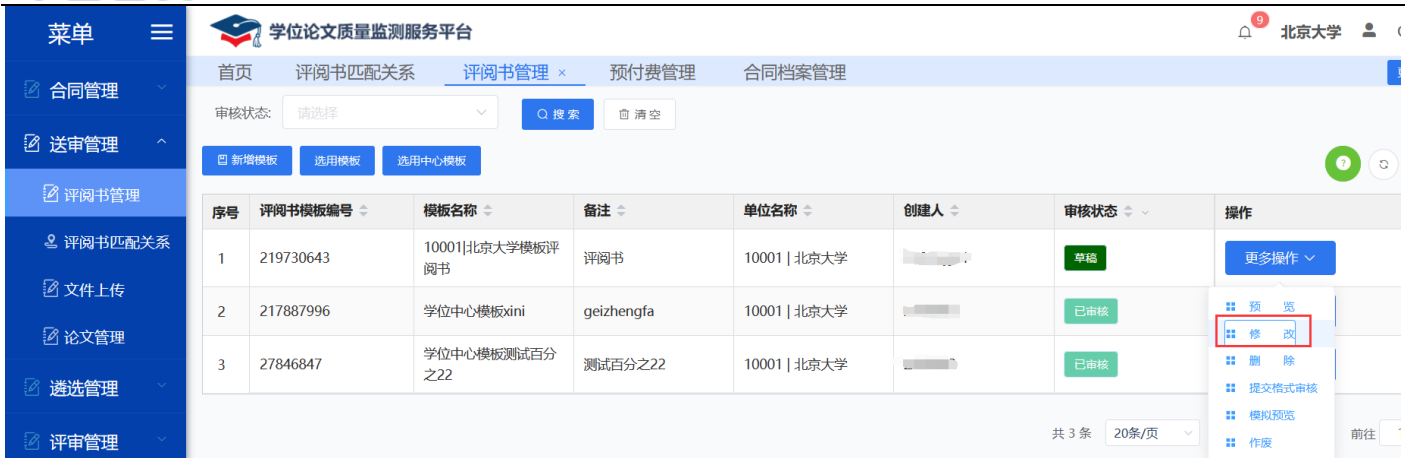 菜单
学位论文质量监测服务平台
9
北京大学
首页 评阅书匹配关系 评阅书管理 × 预付费管理 合同档案管理
合同管理
审核状态: 请选择 搜索 清空
送审管理
新增模板 选用模板 选用中心模板
评阅书管理
序号 评阅书模板编号 模板名称 备注 单位名称 创建人 审核状态 操作
评阅书匹配关系
1 219730643 10001|北京大学模板评
阅书 评阅书 10001 | 北京大学 草稿 更多操作
文件上传
2 217887996 学位中心模板xini geizhengfa 10001 | 北京大学 已审核
预 览
论文管理
修 改
3 27846847 学位中心模板测试百分
之22 测试百分之22 10001 | 北京大学 已审核
删 除
遴选管理
提交格式审核
模拟预览
评审管理
共 3 条 20条/页 前往
作废